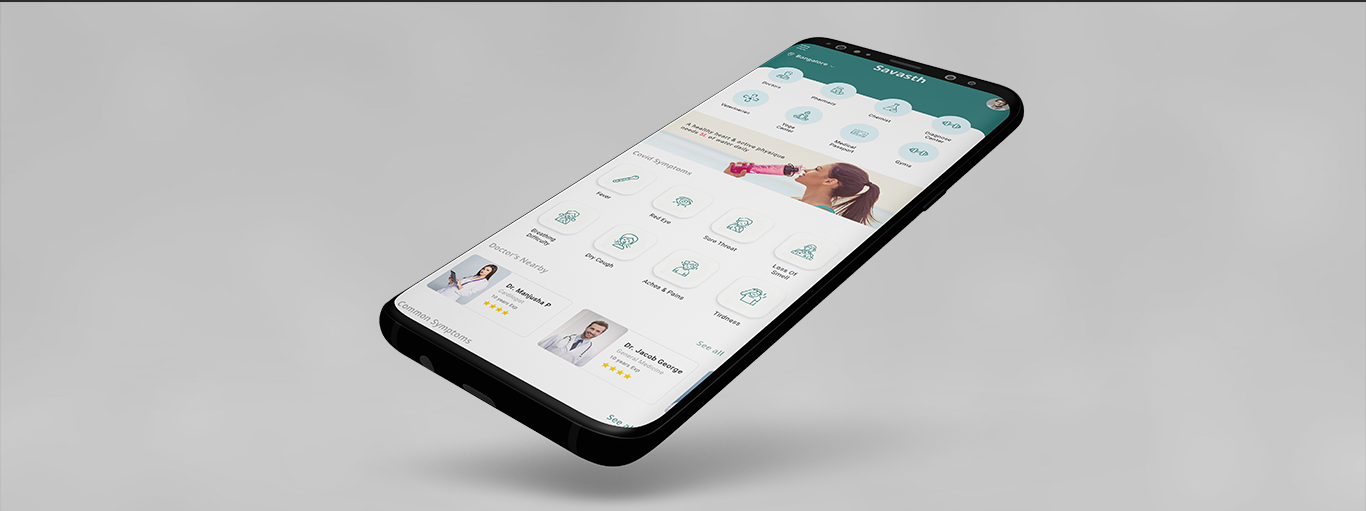 Savasth
Bangalore
Doctors
Pharmacy
Chemist
Diagnose
Center
Veterinarian
Yoga
Center
Medical
Passport
Gyms
A healthy heart & active physique
needs 5L of water daily
Covid Symptoms
Fever
Red Eye
Sore Throat
Loss Of
Smell
Breathing
Difficulty
Dry Cough
Aches & Pains
Tirdness
Doctor's Nearby
See all
Dr. Manjusha P
Cardiologist
10 years Exp
Dr. Jacob George
General Medicine
10 years Exp
Common Symptoms
See all